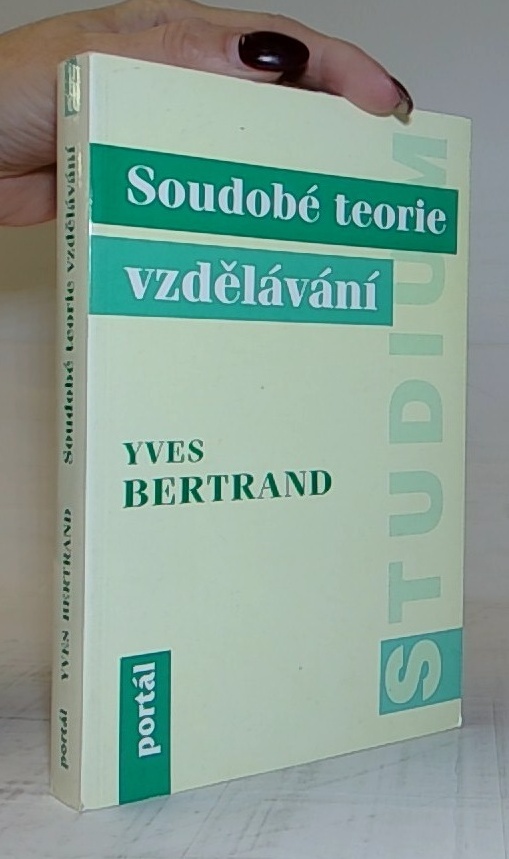 Soudobé teorie
vzdělávání
YVES
BERTRAND
STUDIUM
portál
Soudobé teorie vzdělávání
YVES BERTRAND
portál